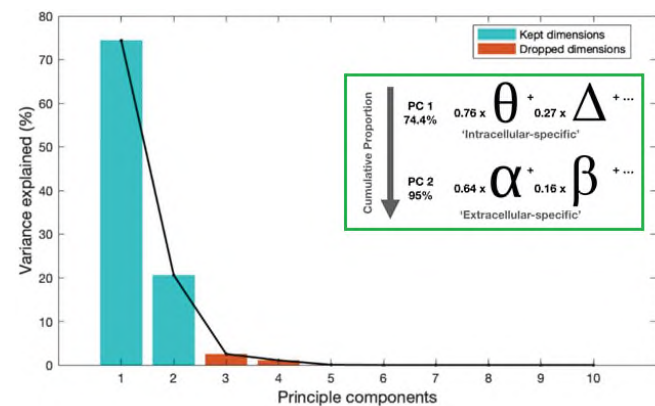 80
70
60
50
40
30
20
10
0
Variance explained (%)
Kept dimensions
Dropped dimensions
Cumulative Proportion
PC 1
74.4%
0.76 x θ + 0.27 x Δ + ...
'Intracellular-specific'
PC 2
95%
0.64 x α + 0.16 x β + ...
'Extracellular-specific'
1 2 3 4 5 6 7 8 9 10
Principle components